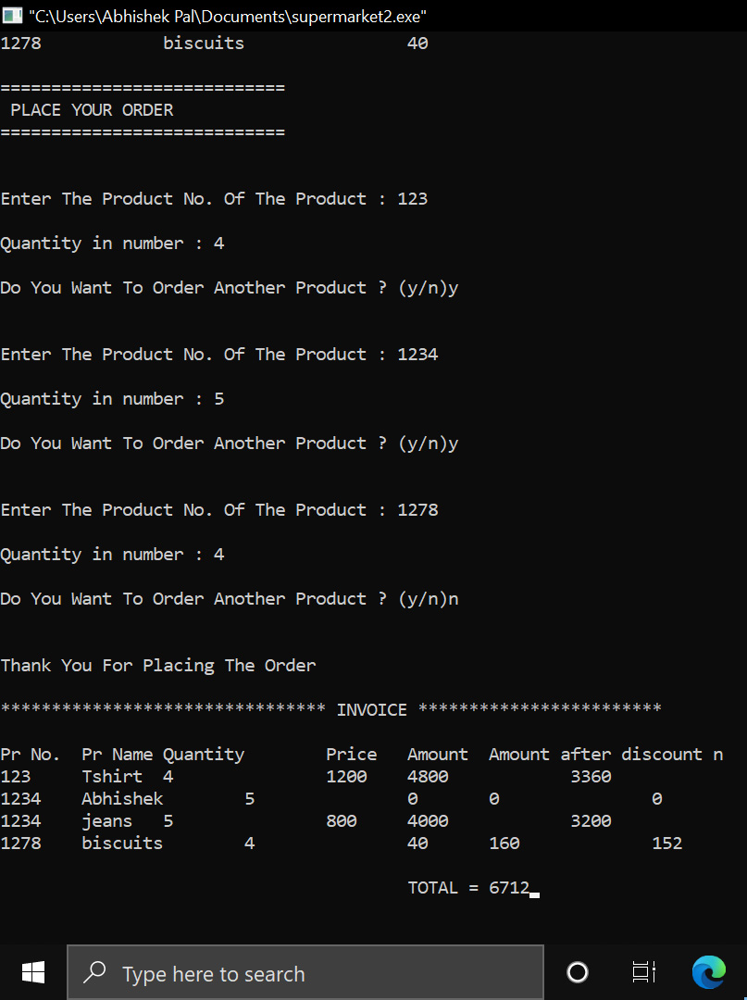 "C:\Users\Abhishek Pal\Documents\supermarket2.exe"
1278 biscuits 40
============================
PLACE YOUR ORDER
============================
Enter The Product No. Of The Product : 123
Quantity in number : 4
Do You Want To Order Another Product ? (y/n)y
Enter The Product No. Of The Product : 1234
Quantity in number : 5
Do You Want To Order Another Product ? (y/n)y
Enter The Product No. Of The Product : 1278
Quantity in number : 4
Do You Want To Order Another Product ? (y/n)n
Thank You For Placing The Order
******************************** INVOICE ************************
Pr No. Pr Name Quantity Price Amount Amount after discount n
123 Tshirt 4 1200 4800 3360
1234 Abhishek 5 0 0 0
1234 jeans 5 800 4000 3200
1278 biscuits 4 40 160 152
TOTAL = 6712
Type here to search